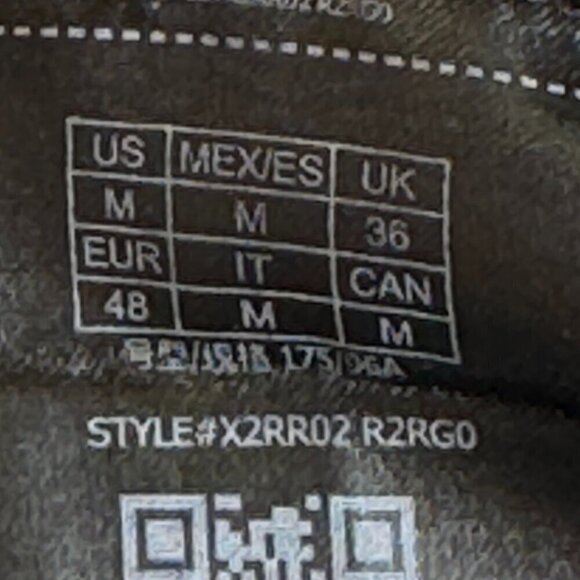 US MEX/ES UK
M M 36
EUR IT CAN
48 M M
号型/规格 175/96A
STYLE#X2RR02 R2RG0